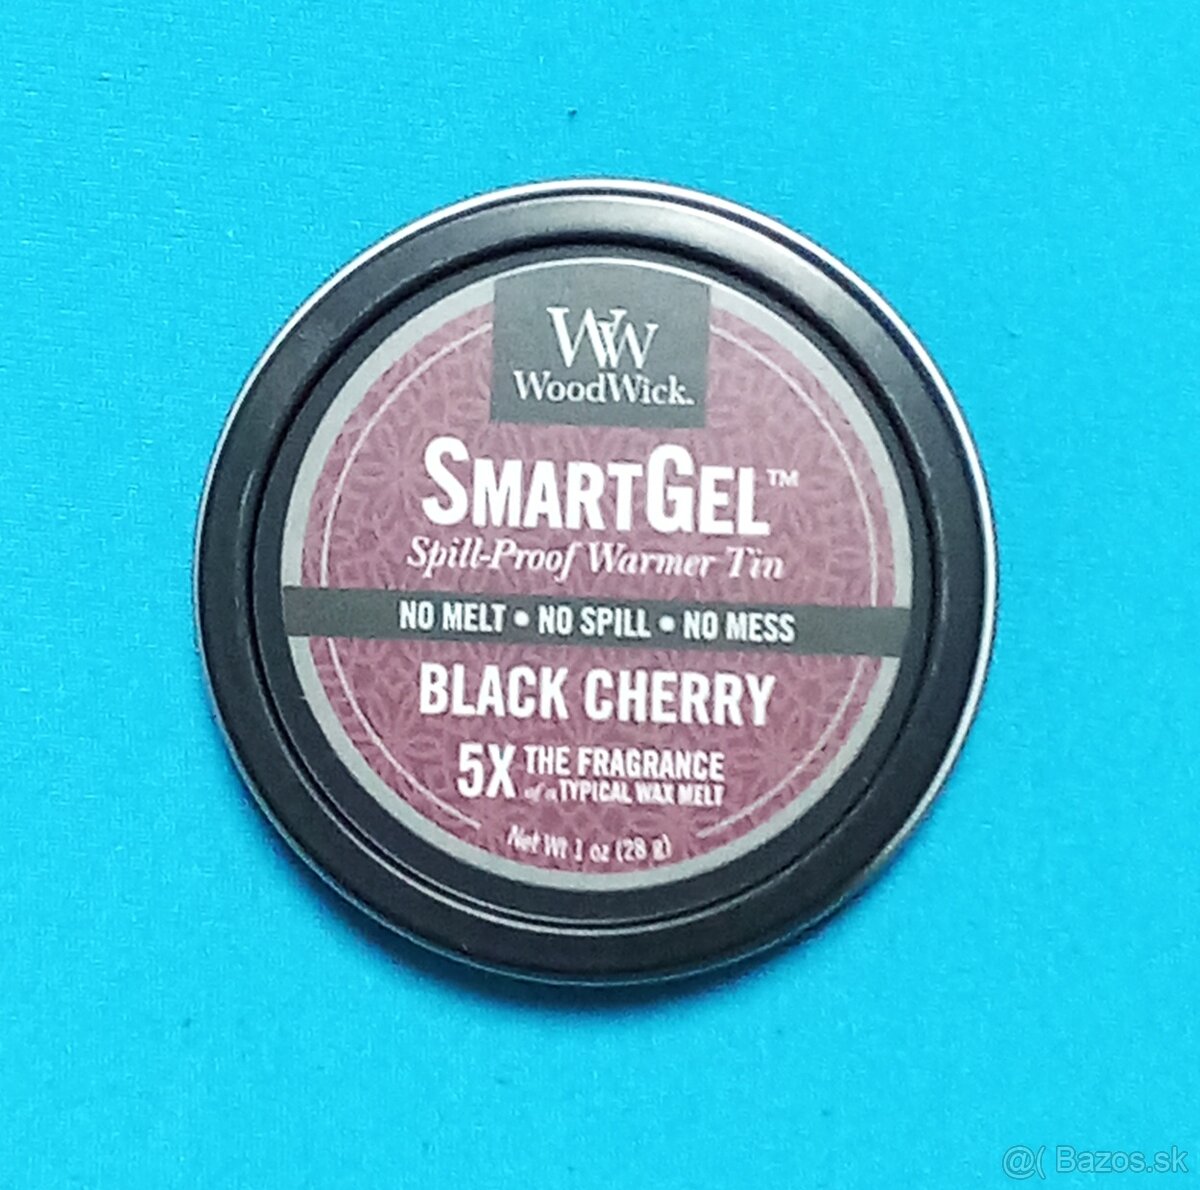 WW
WoodWick.
SMARTGEL™
Spill-Proof Warmer Tin
NO MELT • NO SPILL • NO MESS
BLACK CHERRY
5X THE FRAGRANCE
of a TYPICAL WAX MELT
Net Wt 1 oz (28 g)
@( Bazos.sk